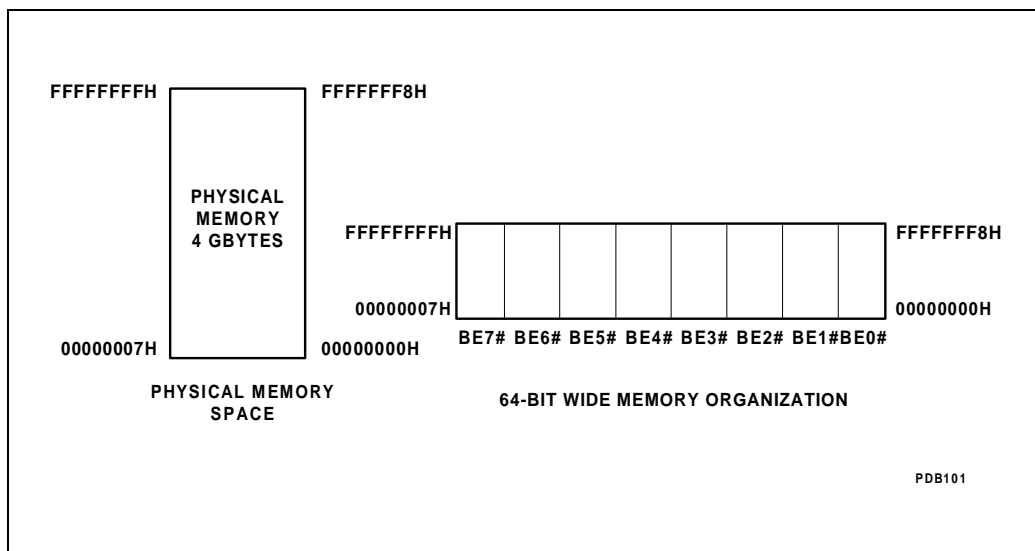 FFFFFFFFH
FFFFFFF8H
PHYSICAL
MEMORY
4 GBYTES
00000007H
00000000H
PHYSICAL MEMORY
SPACE
FFFFFFFFH
FFFFFFF8H
00000007H
00000000H
BE7# BE6# BE5# BE4# BE3# BE2# BE1# BE0#
64-BIT WIDE MEMORY ORGANIZATION
PDB101